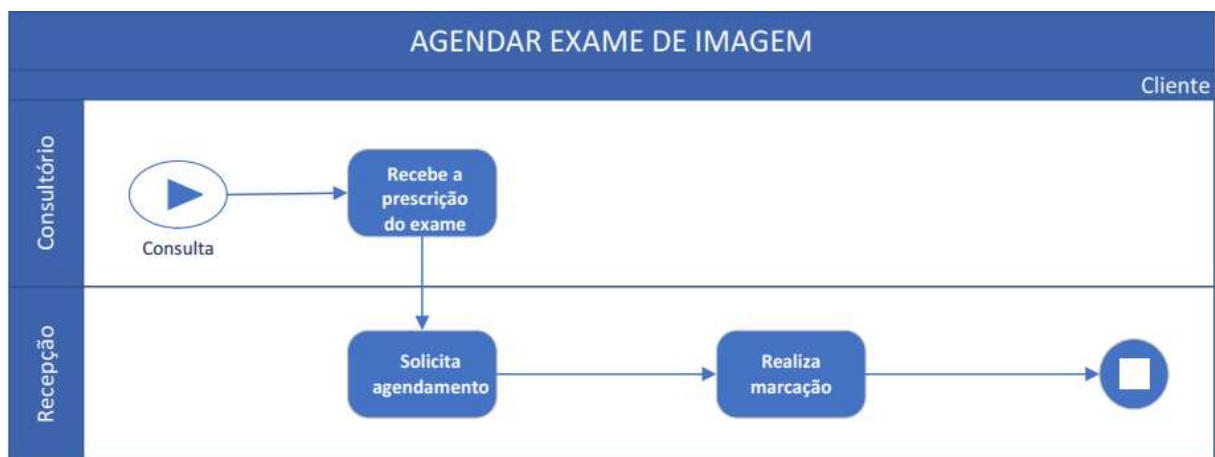 AGENDAR EXAME DE IMAGEM
Cliente
Consultório
Consulta
Recebe a
prescrição
do exame
Recepção
Solicita
agendamento
Realiza
marcação